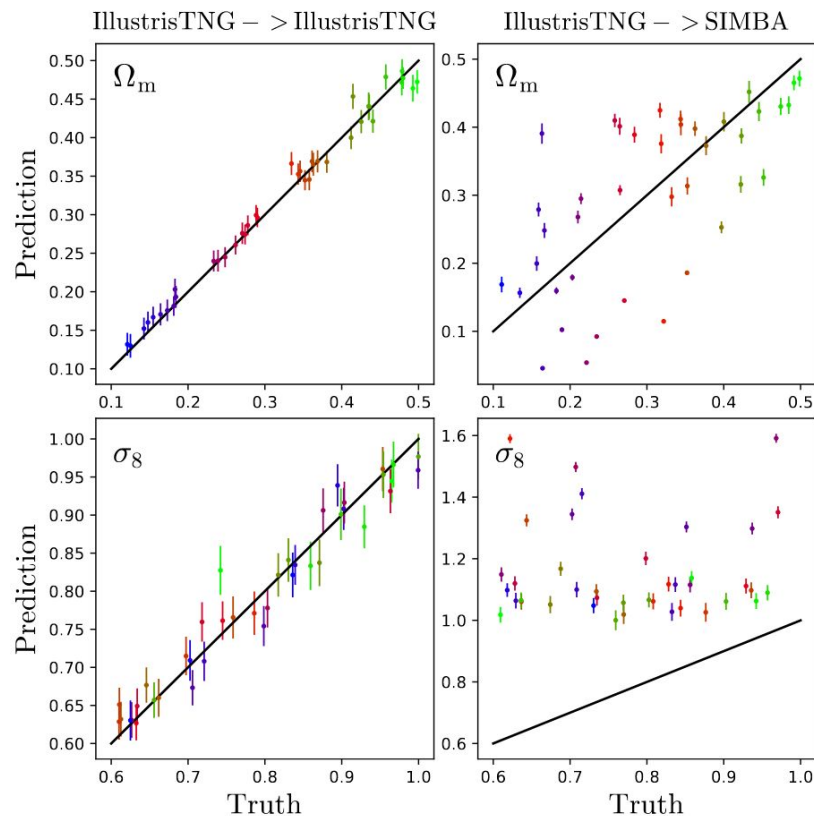 IllustrisTNG − > IllustrisTNG
IllustrisTNG − > SIMBA
Ωm
0.50
0.45
0.40
0.35
0.30
0.25
0.20
0.15
0.10
Prediction
0.1 0.2 0.3 0.4 0.5
Ωm
0.5
0.4
0.3
0.2
0.1
0.1 0.2 0.3 0.4 0.5
σ8
1.00
0.95
0.90
0.85
0.80
0.75
0.70
0.65
0.60
Prediction
0.6 0.7 0.8 0.9 1.0
Truth
σ8
1.6
1.4
1.2
1.0
0.8
0.6
0.6 0.7 0.8 0.9 1.0
Truth